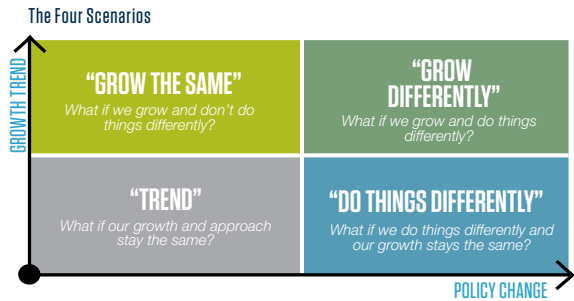 The Four Scenarios
GROWTH TREND
“GROW THE SAME”
What if we grow and don’t do
things differently?
“GROW
DIFFERENTLY”
What if we grow and do things
differently?
“TREND”
What if our growth and approach
stay the same?
“DO THINGS DIFFERENTLY”
What if we do things differently and
our growth stays the same?
POLICY CHANGE